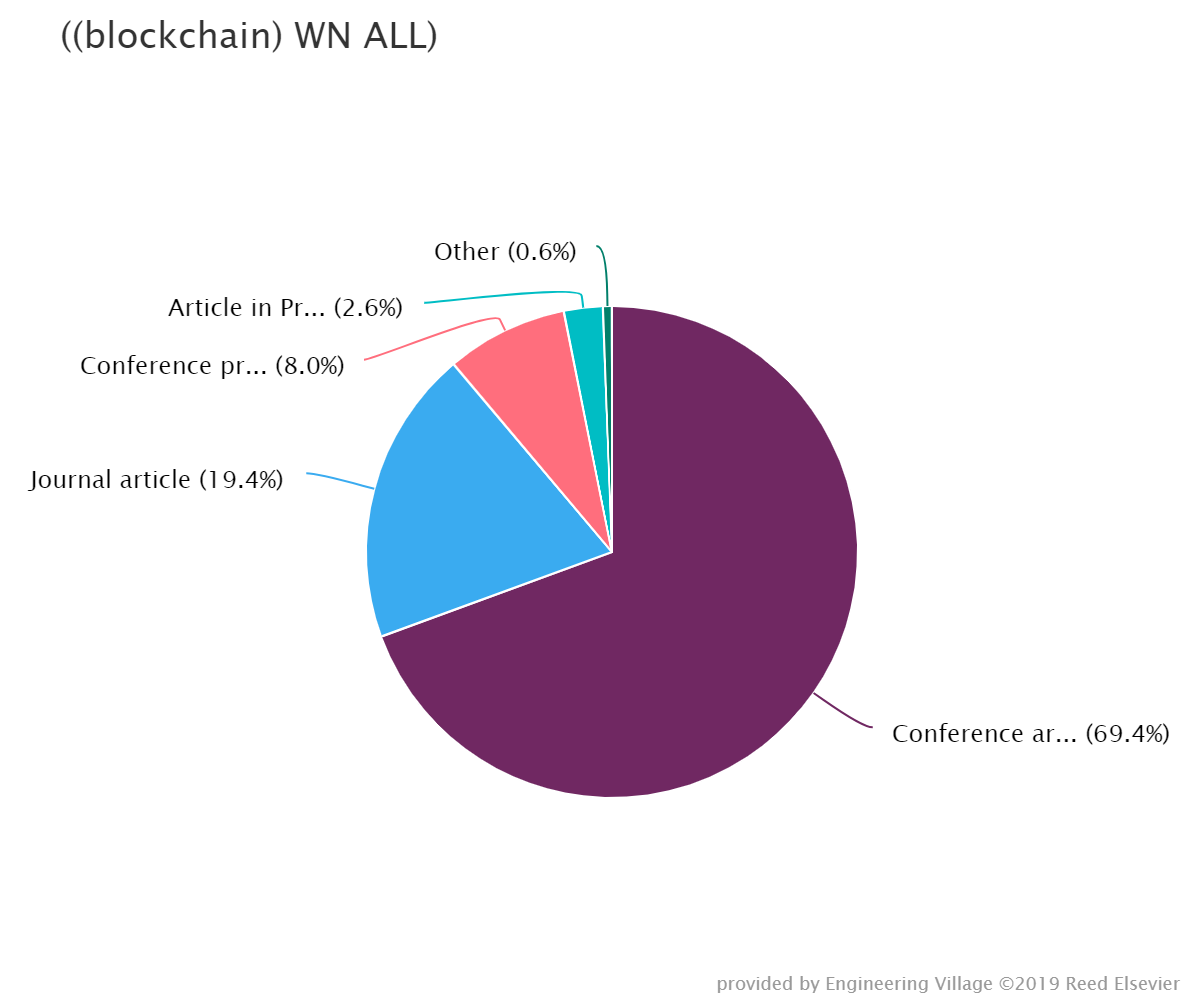 ((blockchain) WN ALL)
Other (0.6%)
Article in Pr... (2.6%)
Conference pr... (8.0%)
Journal article (19.4%)
Conference ar... (69.4%)
provided by Engineering Village ©2019 Reed Elsevier